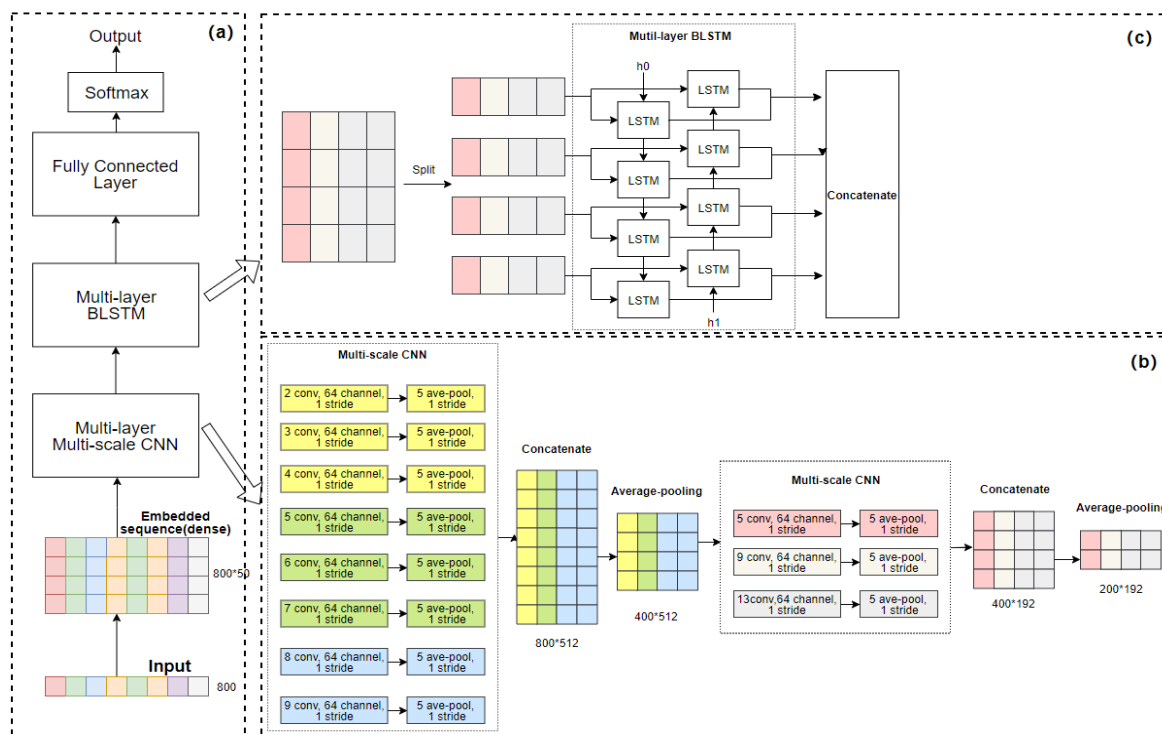 (a)
Output
Softmax
Fully Connected
Layer
Multi-layer
BLSTM
Multi-layer
Multi-scale CNN
Embedded
sequence(dense)
800*50
Input
800
(c)
Mutil-layer BLSTM
h0
LSTM
LSTM
LSTM
LSTM
LSTM
LSTM
LSTM
LSTM
h1
Split
Concatenate
(b)
Multi-scale CNN
2 conv, 64 channel,
1 stride
5 ave-pool,
1 stride
3 conv, 64 channel,
1 stride
5 ave-pool,
1 stride
4 conv, 64 channel,
1 stride
5 ave-pool,
1 stride
5 conv, 64 channel,
1 stride
5 ave-pool,
1 stride
6 conv, 64 channel,
1 stride
5 ave-pool,
1 stride
7 conv, 64 channel,
1 stride
5 ave-pool,
1 stride
8 conv, 64 channel,
1 stride
5 ave-pool,
1 stride
9 conv, 64 channel,
1 stride
5 ave-pool,
1 stride
Concatenate
800*512
Average-pooling
400*512
Multi-scale CNN
5 conv, 64 channel,
1 stride
5 ave-pool,
1 stride
9 conv, 64 channel,
1 stride
5 ave-pool,
1 stride
13conv,64 channel,
1 stride
5 ave-pool,
1 stride
Concatenate
400*192
Average-pooling
200*192